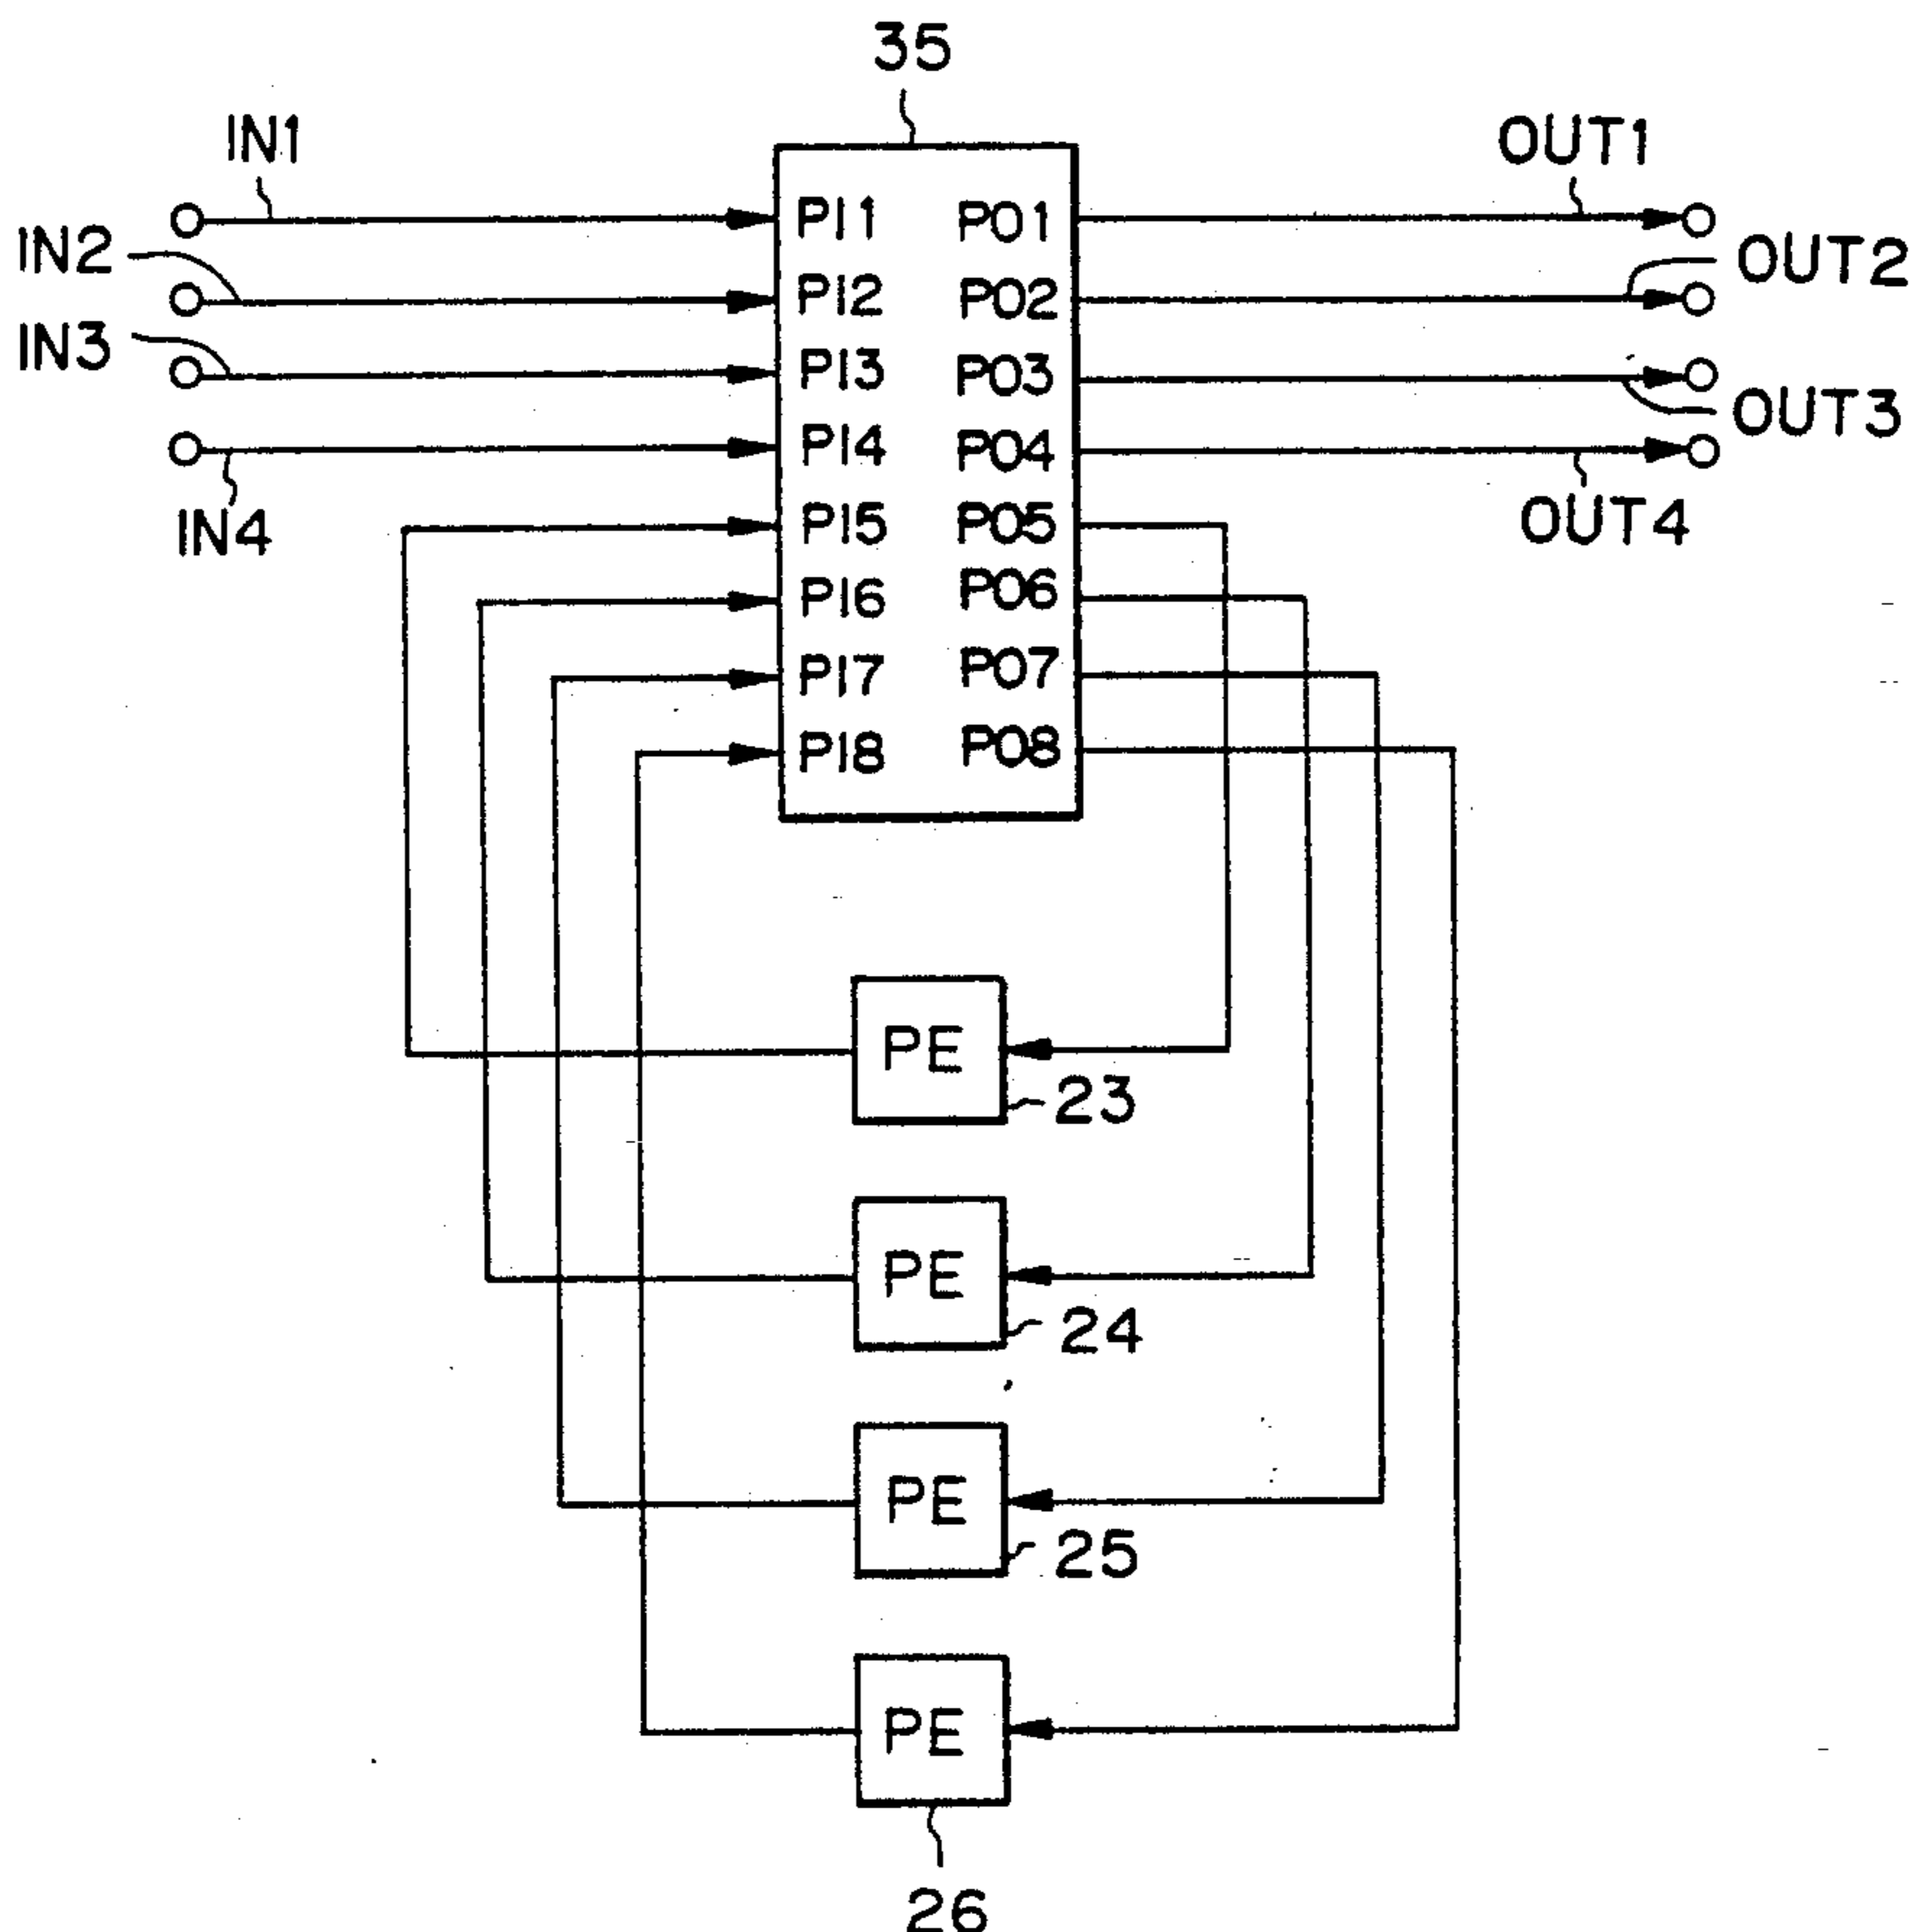 35
IN1
OUT1
PI1 PO1
IN2
OUT2
PI2 PO2
IN3
PI3 PO3
OUT3
PI4 PO4
IN4
OUT4
PI5 PO5
PI6 PO6
PI7 PO7
PI8 PO8
PE
23
PE
24
PE
25
PE
26